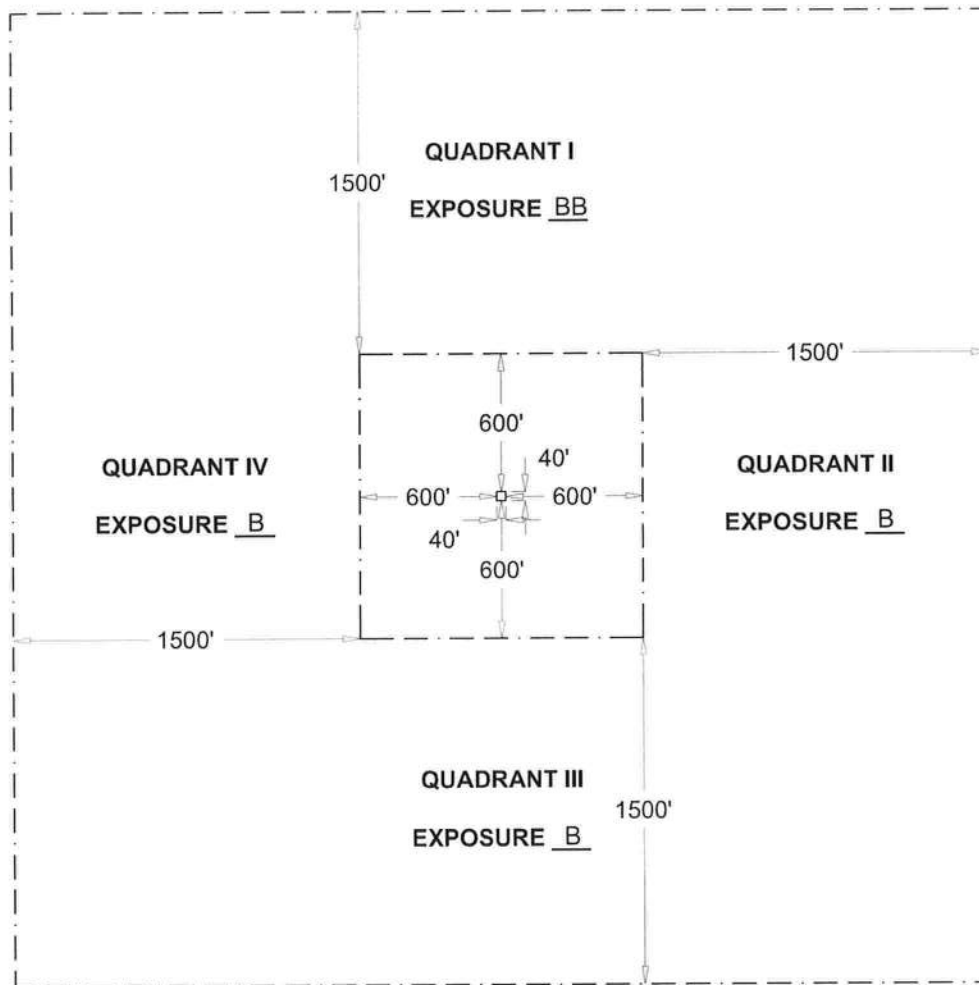 QUADRANT I
1500'
EXPOSURE BB
1500'
600'
40'
QUADRANT IV
QUADRANT II
600'
600'
EXPOSURE B
EXPOSURE B
40'
600'
1500'
QUADRANT III
1500'
EXPOSURE B